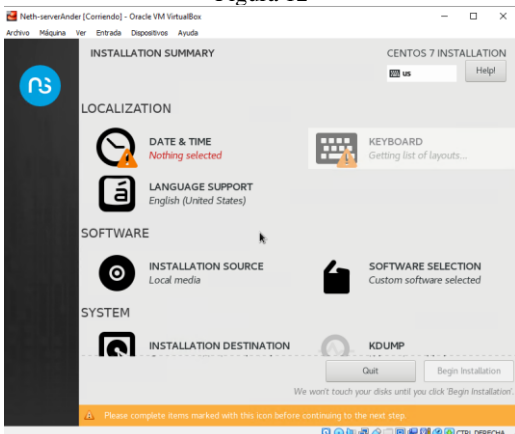 Neth-serverAnder [Corriendo] - Oracle VM VirtualBox
Archivo Máquina Ver Entrada Dispositivos Ayuda
INSTALLATION SUMMARY
CENTOS 7 INSTALLATION
us
Help!
LOCALIZATION
DATE & TIME
Nothing selected
KEYBOARD
Getting list of layouts...
LANGUAGE SUPPORT
English (United States)
SOFTWARE
INSTALLATION SOURCE
Local media
SOFTWARE SELECTION
Custom software selected
SYSTEM
INSTALLATION DESTINATION
KDUMP
Quit
Begin Installation
We won't touch your disks until you click 'Begin Installation'.
Please complete items marked with this icon before continuing to the next step.
CTRL DERECHA